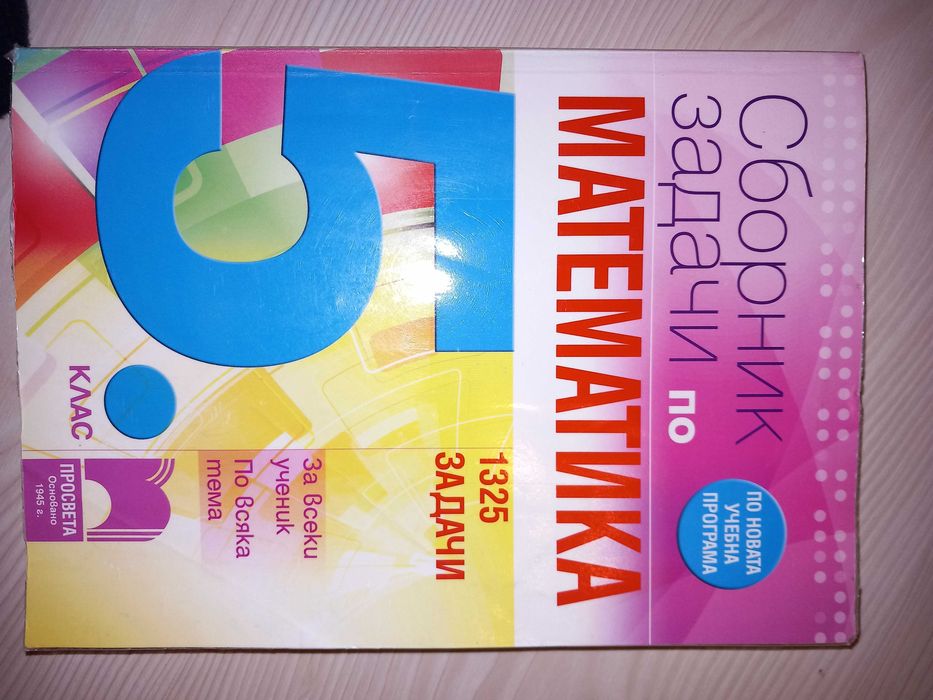 Сборник
задачи по
МАТЕМАТИКА
ПО НОВАТА
УЧЕБНА
ПРОГРАМА
1325
ЗАДАЧИ
За всеки
ученик
По всяка
тема
5.
КЛАС
ПРОСВЕТА
Основано
1945 г.